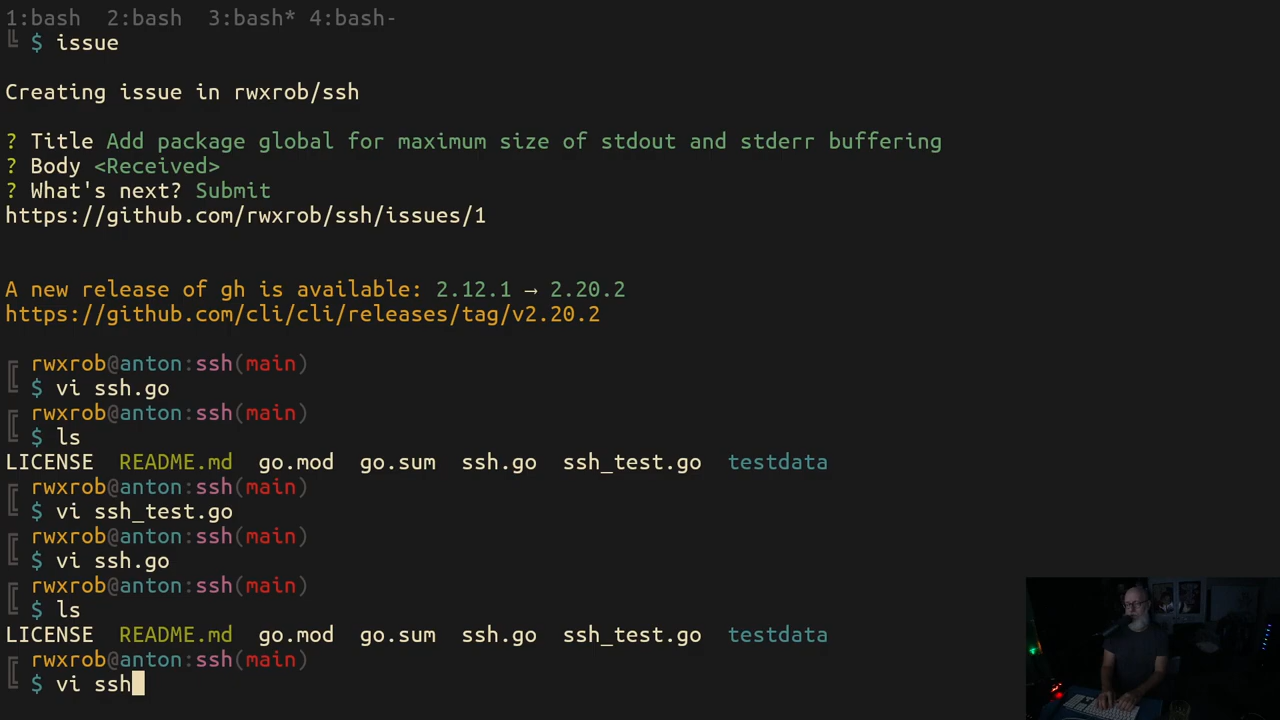 1:bash  2:bash  3:bash* 4:bash-
$ issue
Creating issue in rwxrob/ssh
? Title Add package global for maximum size of stdout and stderr buffering
? Body <Received>
? What's next? Submit
https://github.com/rwxrob/ssh/issues/1
A new release of gh is available: 2.12.1 → 2.20.2
https://github.com/cli/cli/releases/tag/v2.20.2
rwxrob@anton:ssh(main)
$ vi ssh.go
rwxrob@anton:ssh(main)
$ ls
LICENSE  README.md  go.mod  go.sum  ssh.go  ssh_test.go  testdata
rwxrob@anton:ssh(main)
$ vi ssh_test.go
rwxrob@anton:ssh(main)
$ vi ssh.go
rwxrob@anton:ssh(main)
$ ls
LICENSE  README.md  go.mod  go.sum  ssh.go  ssh_test.go  testdata
rwxrob@anton:ssh(main)
$ vi ssh